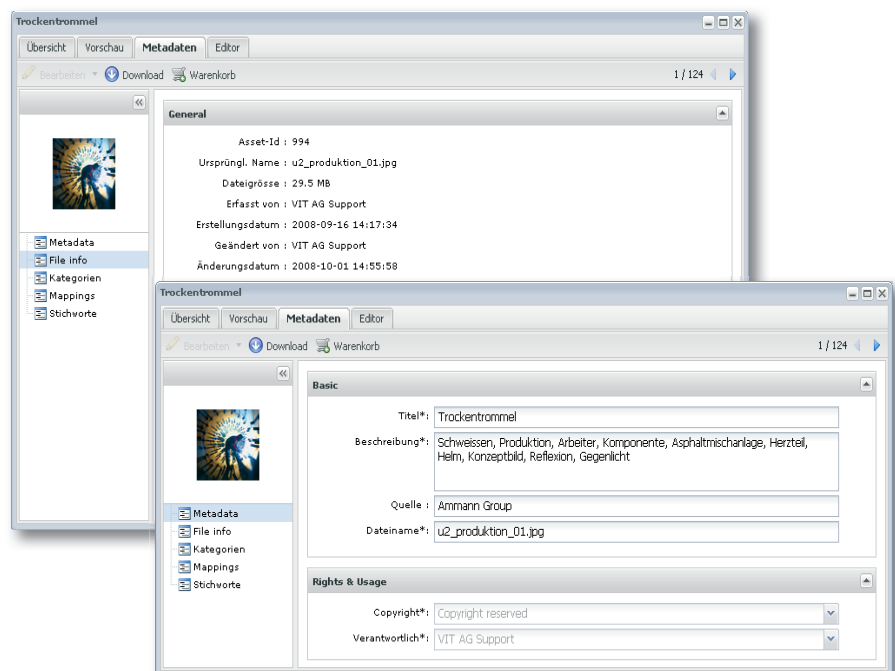 Trockentrommel
Übersicht Vorschau Metadaten Editor
Bearbeiten Download Warenkorb 1 / 124
General
Asset-Id : 994
Ursprüngl. Name : u2_produktion_01.jpg
Dateigrösse : 29.5 MB
Erfasst von : VIT AG Support
Erstellungsdatum : 2008-09-16 14:17:34
Geändert von : VIT AG Support
Änderungsdatum : 2008-10-01 14:55:58
Metadata
File info
Kategorien
Mappings
Stichworte
Trockentrommel
Übersicht Vorschau Metadaten Editor
Bearbeiten Download Warenkorb 1 / 124
Basic
Titel*: Trockentrommel
Beschreibung*: Schweissen, Produktion, Arbeiter, Komponente, Asphaltmischanlage, Herzteil,
Helm, Konzeptbild, Reflexion, Gegenlicht
Quelle : Ammann Group
Dateiname*: u2_produktion_01.jpg
Metadata
File info
Kategorien
Mappings
Stichworte
Rights & Usage
Copyright*: Copyright reserved
Verantwortlich*: VIT AG Support